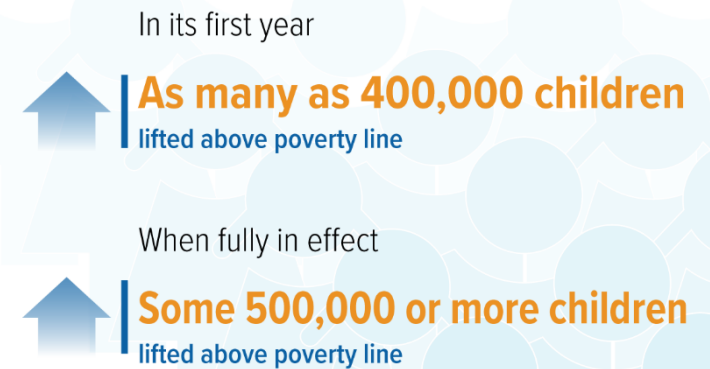 In its first year
As many as 400,000 children
lifted above poverty line
When fully in effect
Some 500,000 or more children
lifted above poverty line